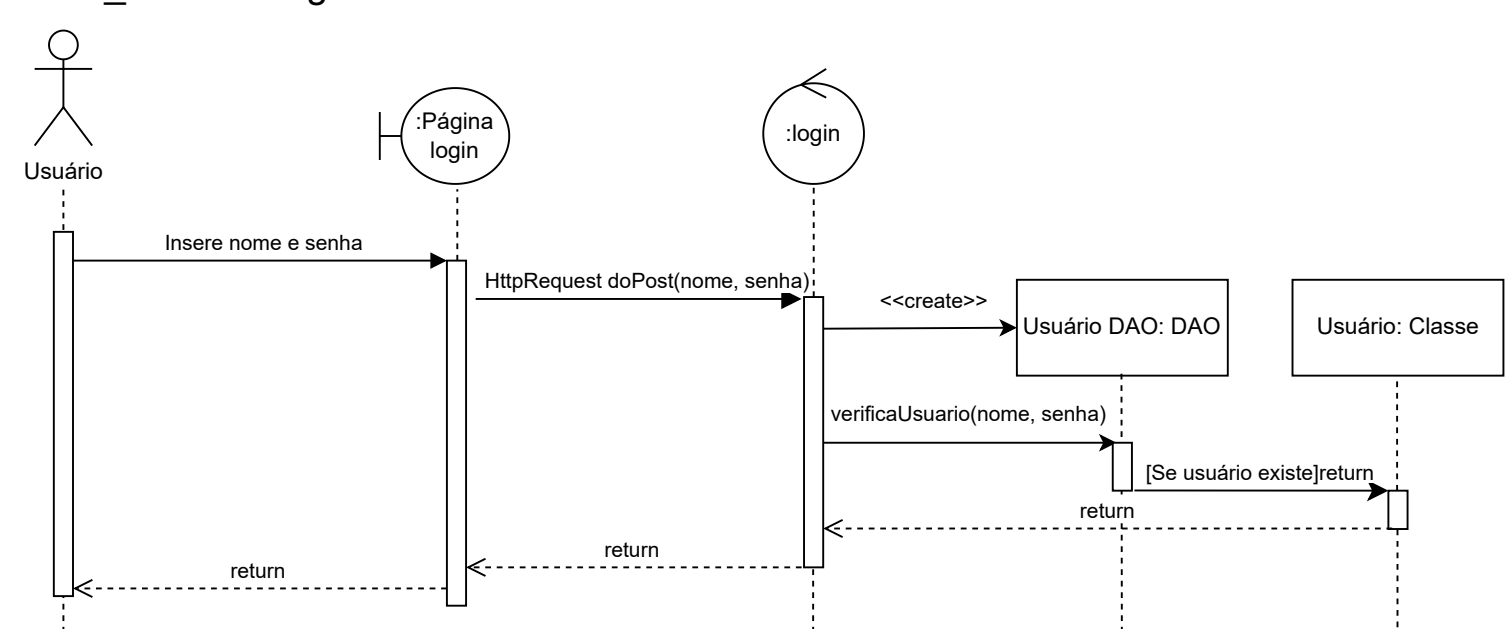 :Página
login
:login
Usuário
Insere nome e senha
HttpRequest doPost(nome, senha)
<<create>>
Usuário DAO: DAO
Usuário: Classe
verificaUsuario(nome, senha)
[Se usuário existe]return
return
return
return